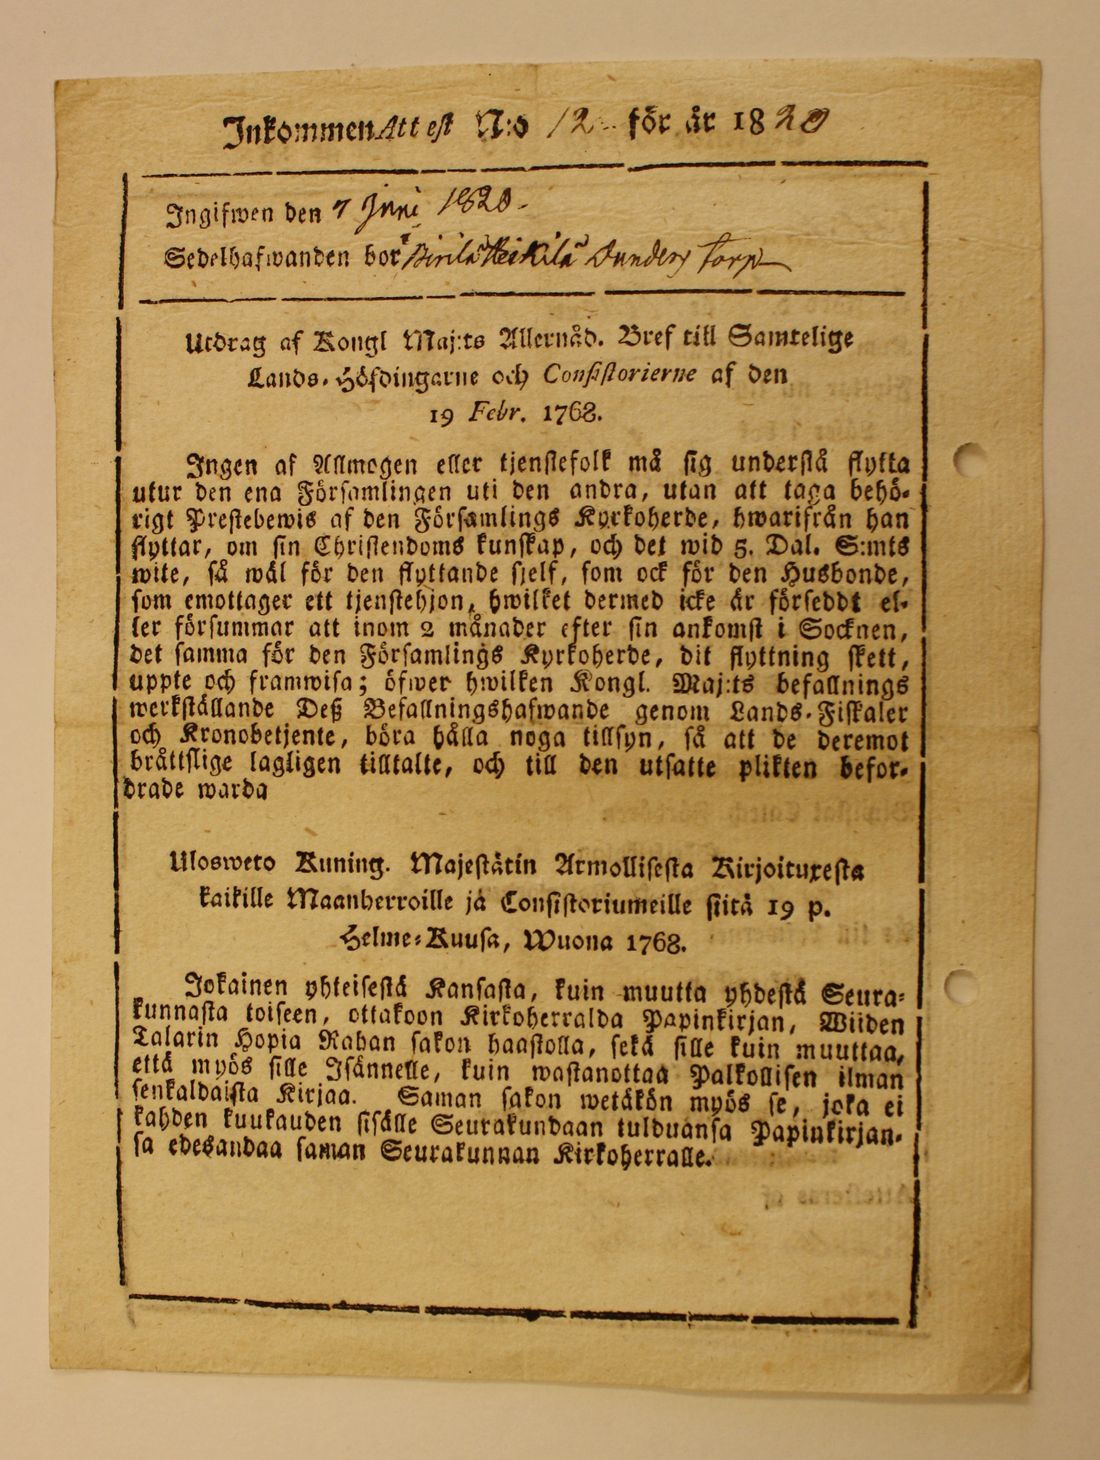 Inkommen Attest N:o 12 för år 1820
Ingifwen den 7 Juni 1820.
Sedelhafwanden bor Dunders Torp
Utdrag af Kongl Maj:ts Allernåd. Bref till Samtelige
Lands-Höfdingarne och Consistorierne af den
19 Febr. 1768.
Ingen af Allmogen eller tjenstefolk må sig understå flytta
utur den ena Församlingen uti den andra, utan att taga behö-
rigt Prestebewis af den Församlings Kyrkoherde, hwarifrån han
flyttar, om sin Christendoms kunskap, och det wid 5. Dal. S:mts
wite, så wäl för den flyttande sjelf, som ock för den Husbonde,
som emottager ett tjenstehjon, hwilket dermed icke är förseddt el-
ler försummar att inom 2 månader efter sin ankomst i Socknen,
det samma för den Församlings Kyrkoherde, dit flyttning skett,
uppte och framwisa; öfwer hwilken Kongl. Maj:ts befallnings
werkställande Deß Befallningshafwande genom Lands-Fiskaler
och Kronobetjente, böra hålla noga tillsyn, så att de deremot
bråttslige lagligen tilltalte, och till den utsatte plikten befor-
drade warda
Ulosweto Kuning. Majestätin Armollisesta Kirjoituxesta
kaikille Maanherroille ja Consistoriumeille siitä 19 p.
Helme-Kuusa, Wuona 1768.
Jokainen yhteisestä Kansasta, kuin muutta yhdestä Seura-
kunnasta toiseen, ottakoon Kirkoherralda Papinkirjan, Wiiden
Talarin Hopia Rahan sakon haastolla, sekä sille kuin muuttaa,
että myös sille Isännelle, kuin wastanottaa Palkollisen ilman
senkaldaista Kirjaa. Saman sakon wetäkön myös se, joka ei
kahden kuukauden sisälle Seurakundaan tulduansa Papinkirjan-
sa edesandaa saman Seurakunnan Kirkoherralle.